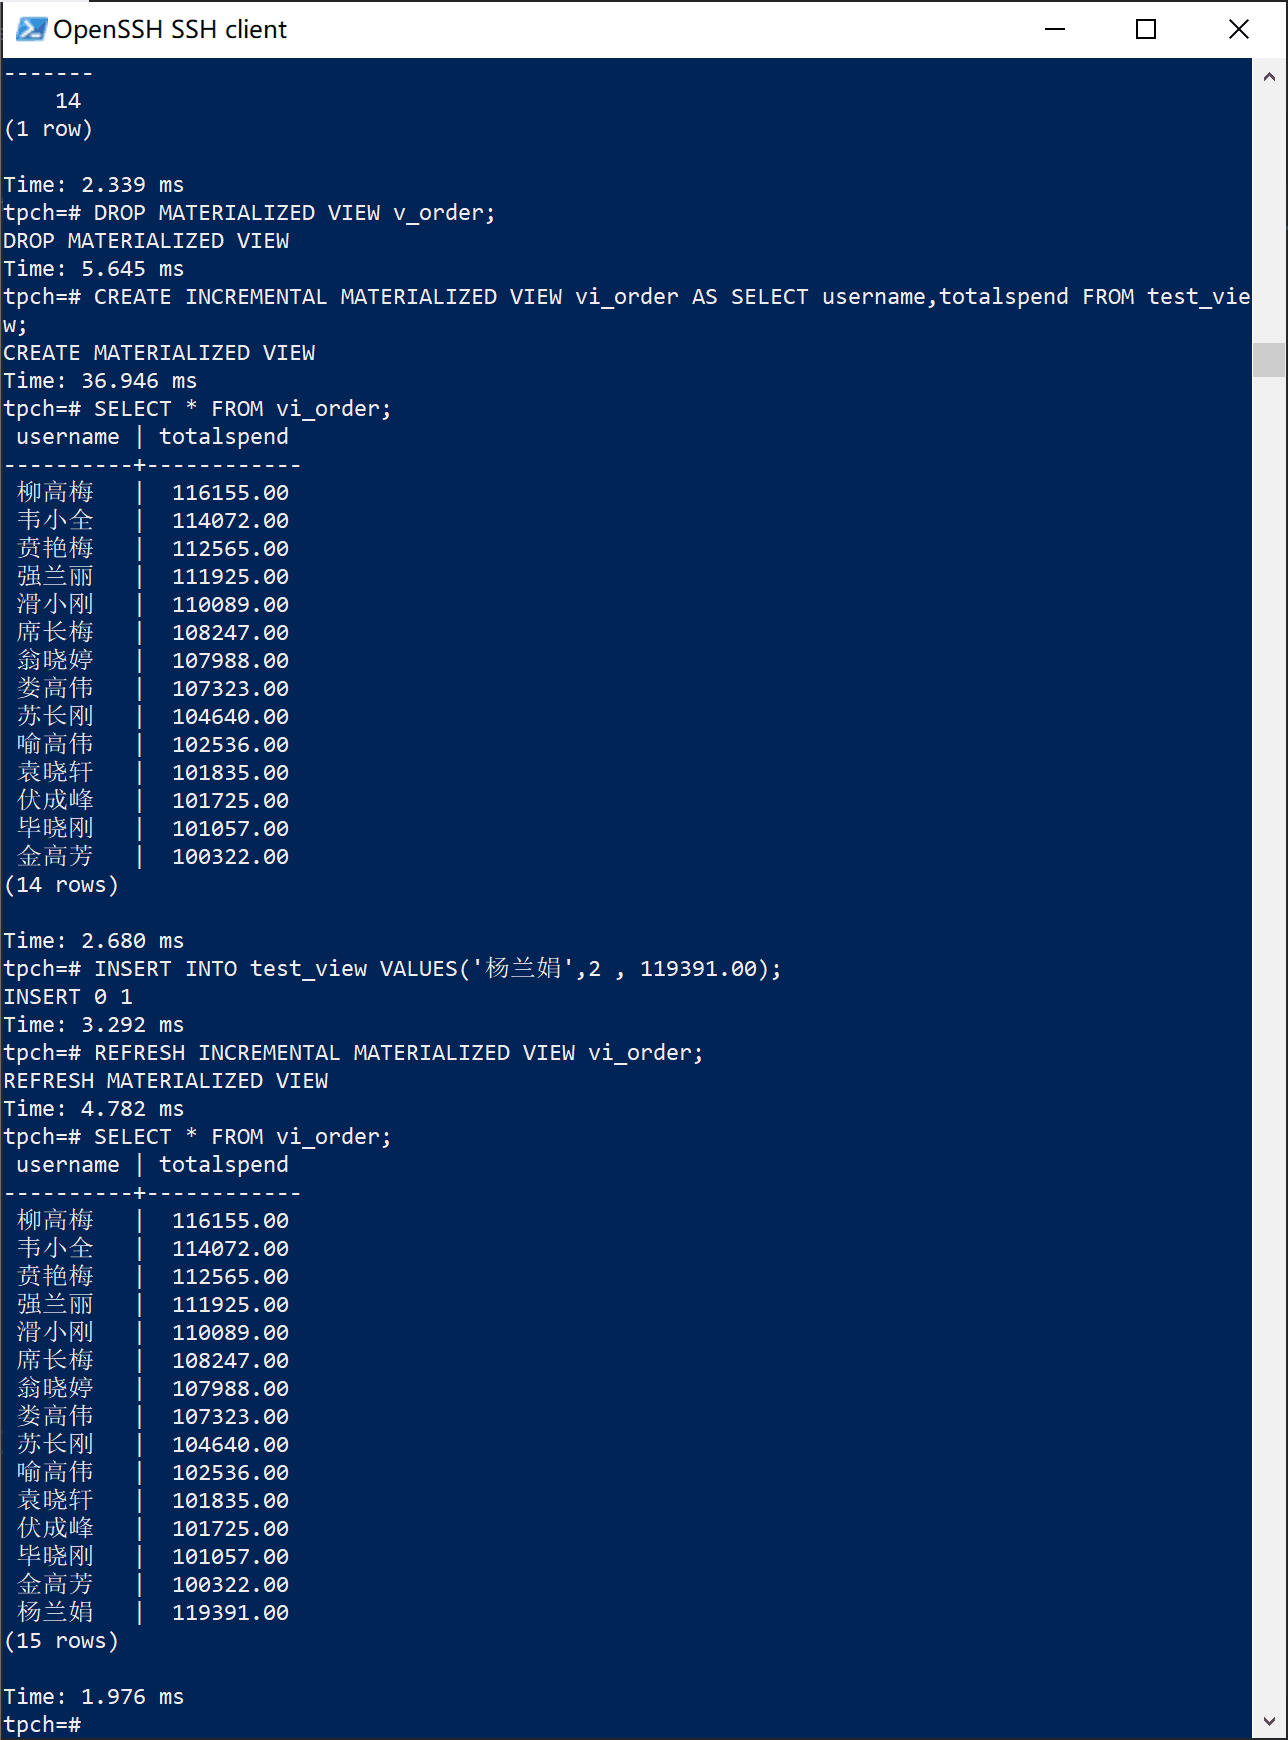 OpenSSH SSH client
-------
    14
(1 row)

Time: 2.339 ms
tpch=# DROP MATERIALIZED VIEW v_order;
DROP MATERIALIZED VIEW
Time: 5.645 ms
tpch=# CREATE INCREMENTAL MATERIALIZED VIEW vi_order AS SELECT username,totalspend FROM test_vie
w;
CREATE MATERIALIZED VIEW
Time: 36.946 ms
tpch=# SELECT * FROM vi_order;
 username | totalspend
----------+------------
 柳高梅   |  116155.00
 韦小全   |  114072.00
 贲艳梅   |  112565.00
 强兰丽   |  111925.00
 滑小刚   |  110089.00
 席长梅   |  108247.00
 翁晓婷   |  107988.00
 娄高伟   |  107323.00
 苏长刚   |  104640.00
 喻高伟   |  102536.00
 袁晓轩   |  101835.00
 伏成峰   |  101725.00
 毕晓刚   |  101057.00
 金高芳   |  100322.00
(14 rows)

Time: 2.680 ms
tpch=# INSERT INTO test_view VALUES('杨兰娟',2 , 119391.00);
INSERT 0 1
Time: 3.292 ms
tpch=# REFRESH INCREMENTAL MATERIALIZED VIEW vi_order;
REFRESH MATERIALIZED VIEW
Time: 4.782 ms
tpch=# SELECT * FROM vi_order;
 username | totalspend
----------+------------
 柳高梅   |  116155.00
 韦小全   |  114072.00
 贲艳梅   |  112565.00
 强兰丽   |  111925.00
 滑小刚   |  110089.00
 席长梅   |  108247.00
 翁晓婷   |  107988.00
 娄高伟   |  107323.00
 苏长刚   |  104640.00
 喻高伟   |  102536.00
 袁晓轩   |  101835.00
 伏成峰   |  101725.00
 毕晓刚   |  101057.00
 金高芳   |  100322.00
 杨兰娟   |  119391.00
(15 rows)

Time: 1.976 ms
tpch=#